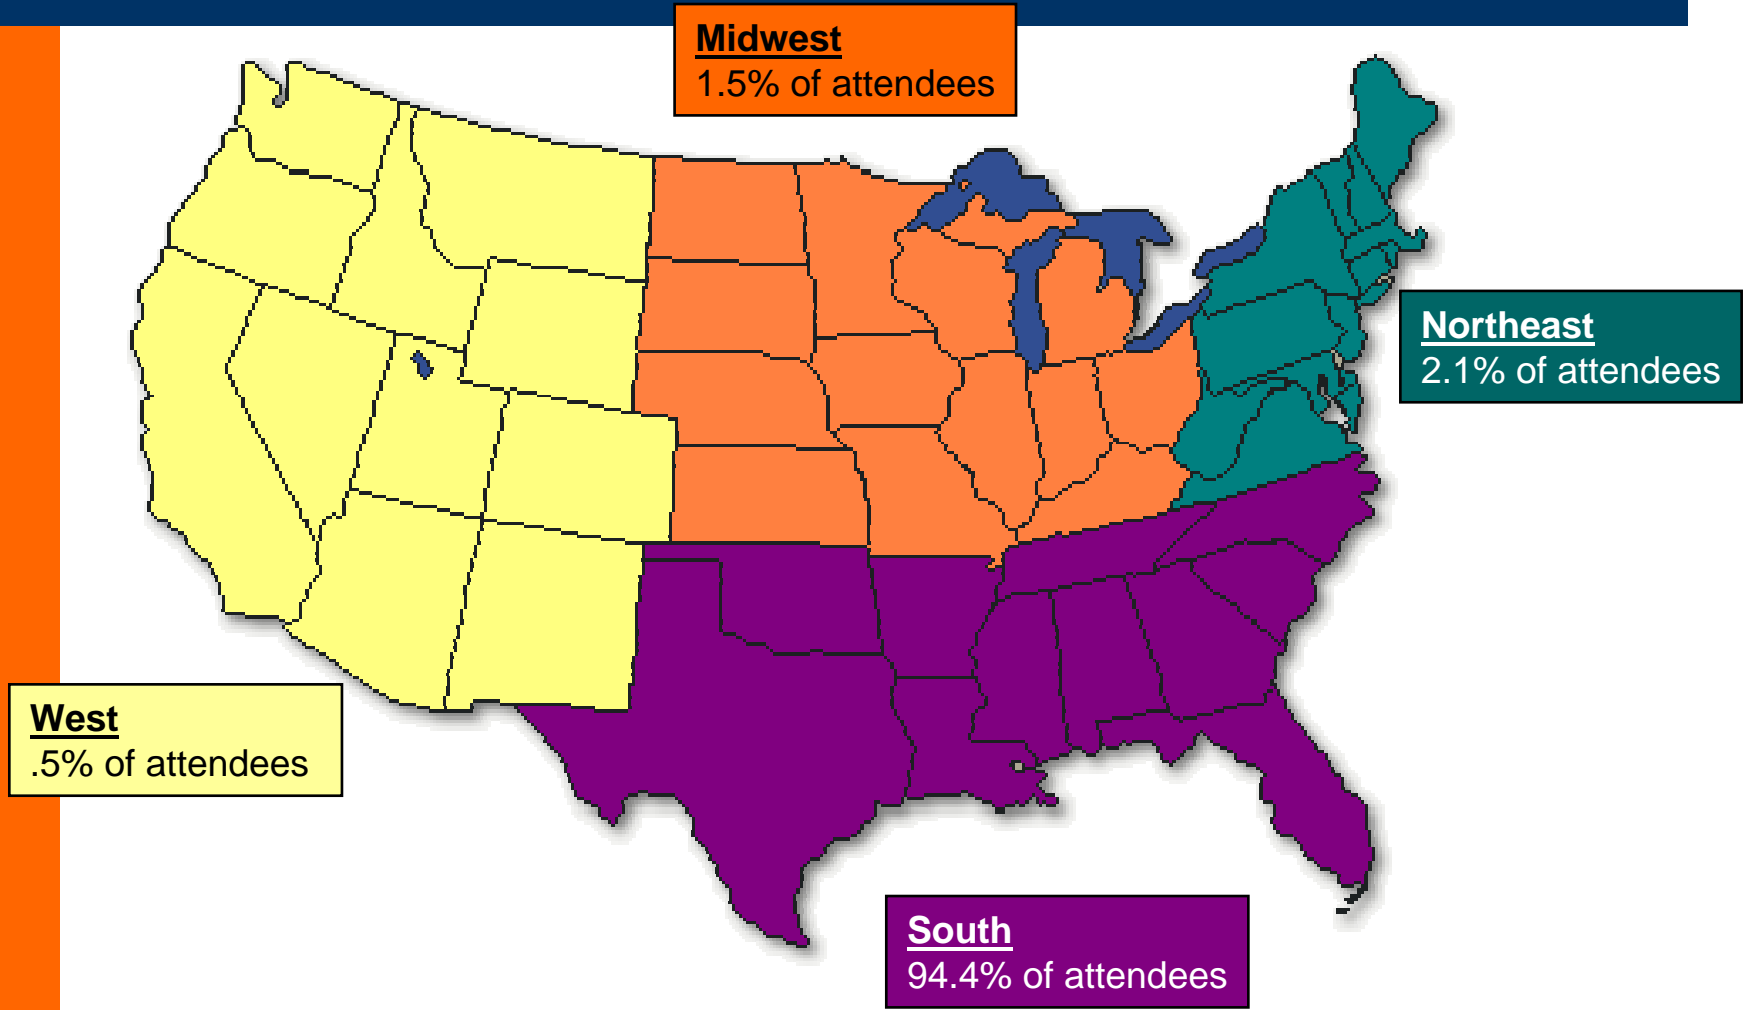 Midwest
1.5% of attendees
Northeast
2.1% of attendees
West
.5% of attendees
South
94.4% of attendees